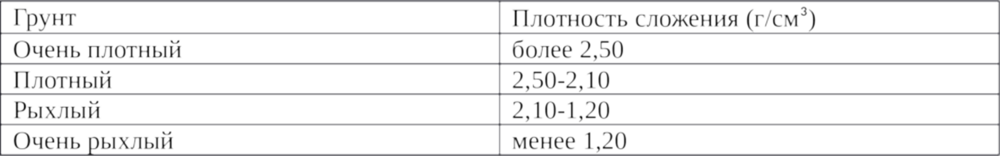 Грунт Плотность сложения (г/см³)
Очень плотный более 2,50
Плотный 2,50-2,10
Рыхлый 2,10-1,20
Очень рыхлый менее 1,20